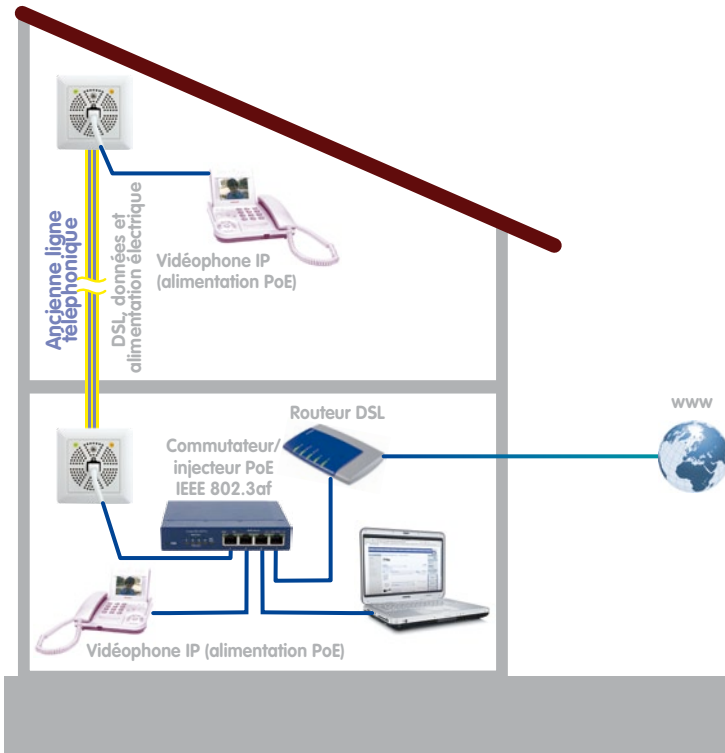 Ancienne ligne
téléphonique
DSL, données et
alimentation électrique
Vidéophone IP
(alimentation PoE)
Routeur DSL
www
Commutateur/
injecteur PoE
IEEE 802.3af
Vidéophone IP (alimentation PoE)